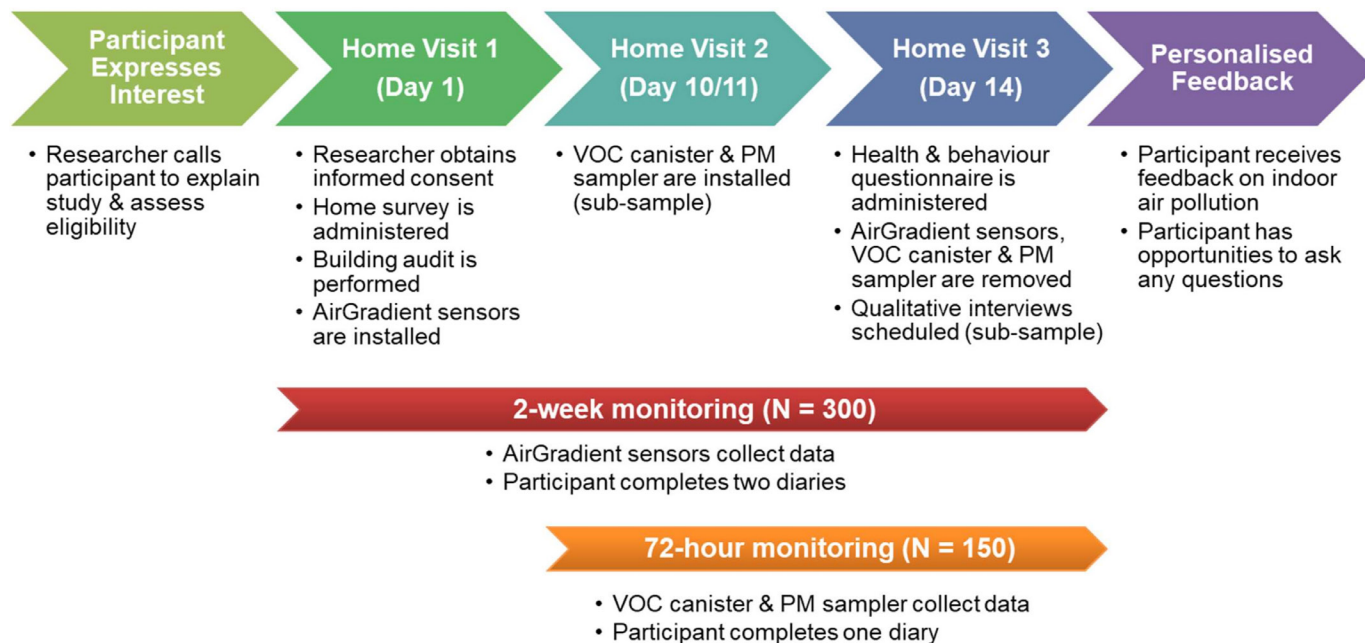 Participant
Expresses
Interest
• Researcher calls
participant to explain
study & assess
eligibility
Home Visit 1
(Day 1)
• Researcher obtains
informed consent
• Home survey is
administered
• Building audit is
performed
• AirGradient sensors
are installed
Home Visit 2
(Day 10/11)
• VOC canister & PM
sampler are installed
(sub-sample)
Home Visit 3
(Day 14)
• Health & behaviour
questionnaire is
administered
• AirGradient sensors,
VOC canister & PM
sampler are removed
• Qualitative interviews
scheduled (sub-sample)
Personalised
Feedback
• Participant receives
feedback on indoor
air pollution
• Participant has
opportunities to ask
any questions
2-week monitoring (N = 300)
• AirGradient sensors collect data
• Participant completes two diaries
72-hour monitoring (N = 150)
• VOC canister & PM sampler collect data
• Participant completes one diary